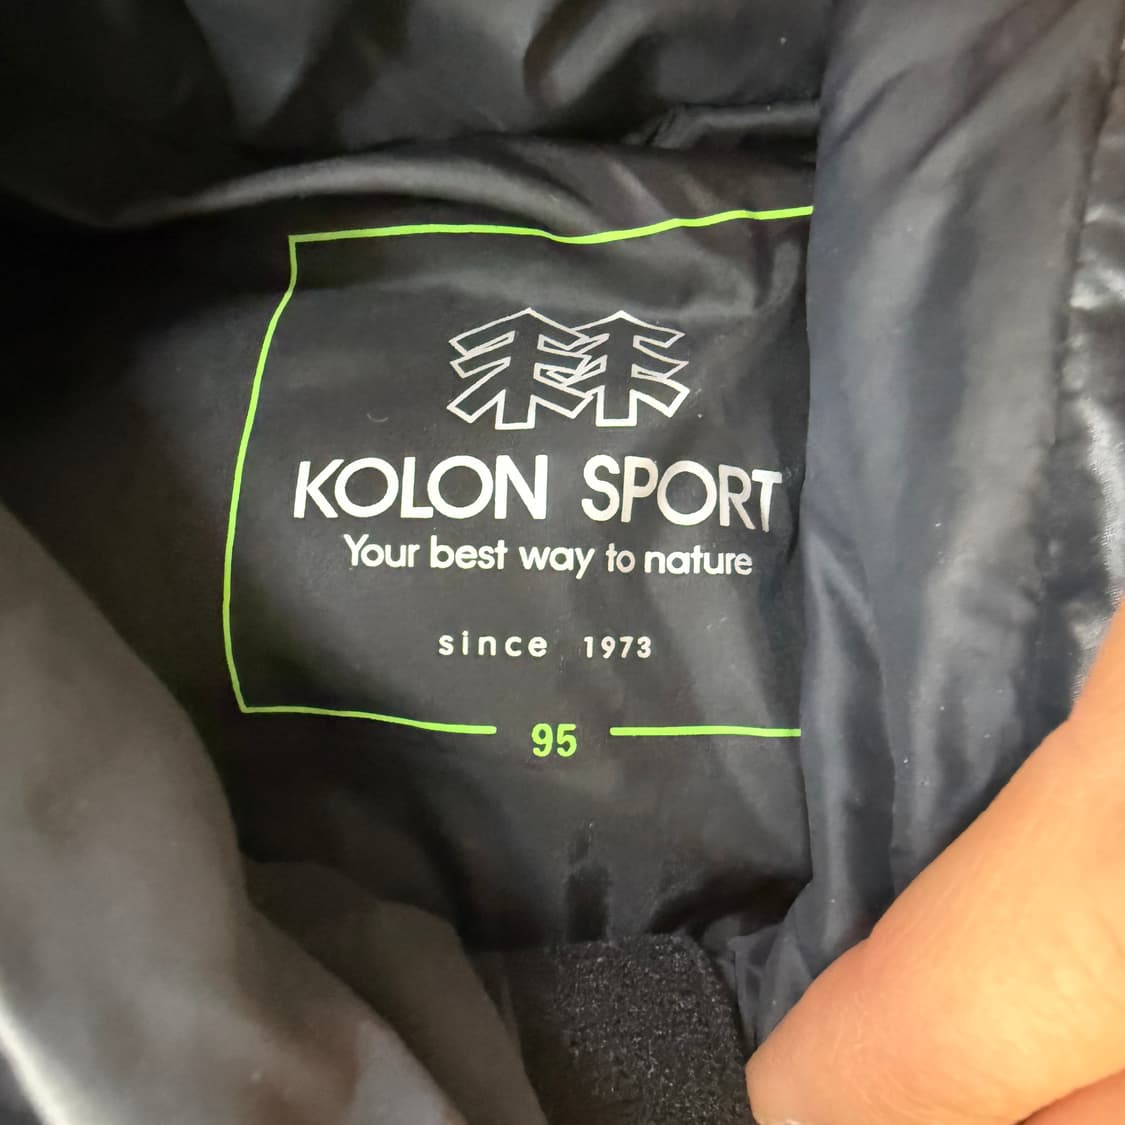 KOLON SPORT
Your best way to nature
since 1973
95